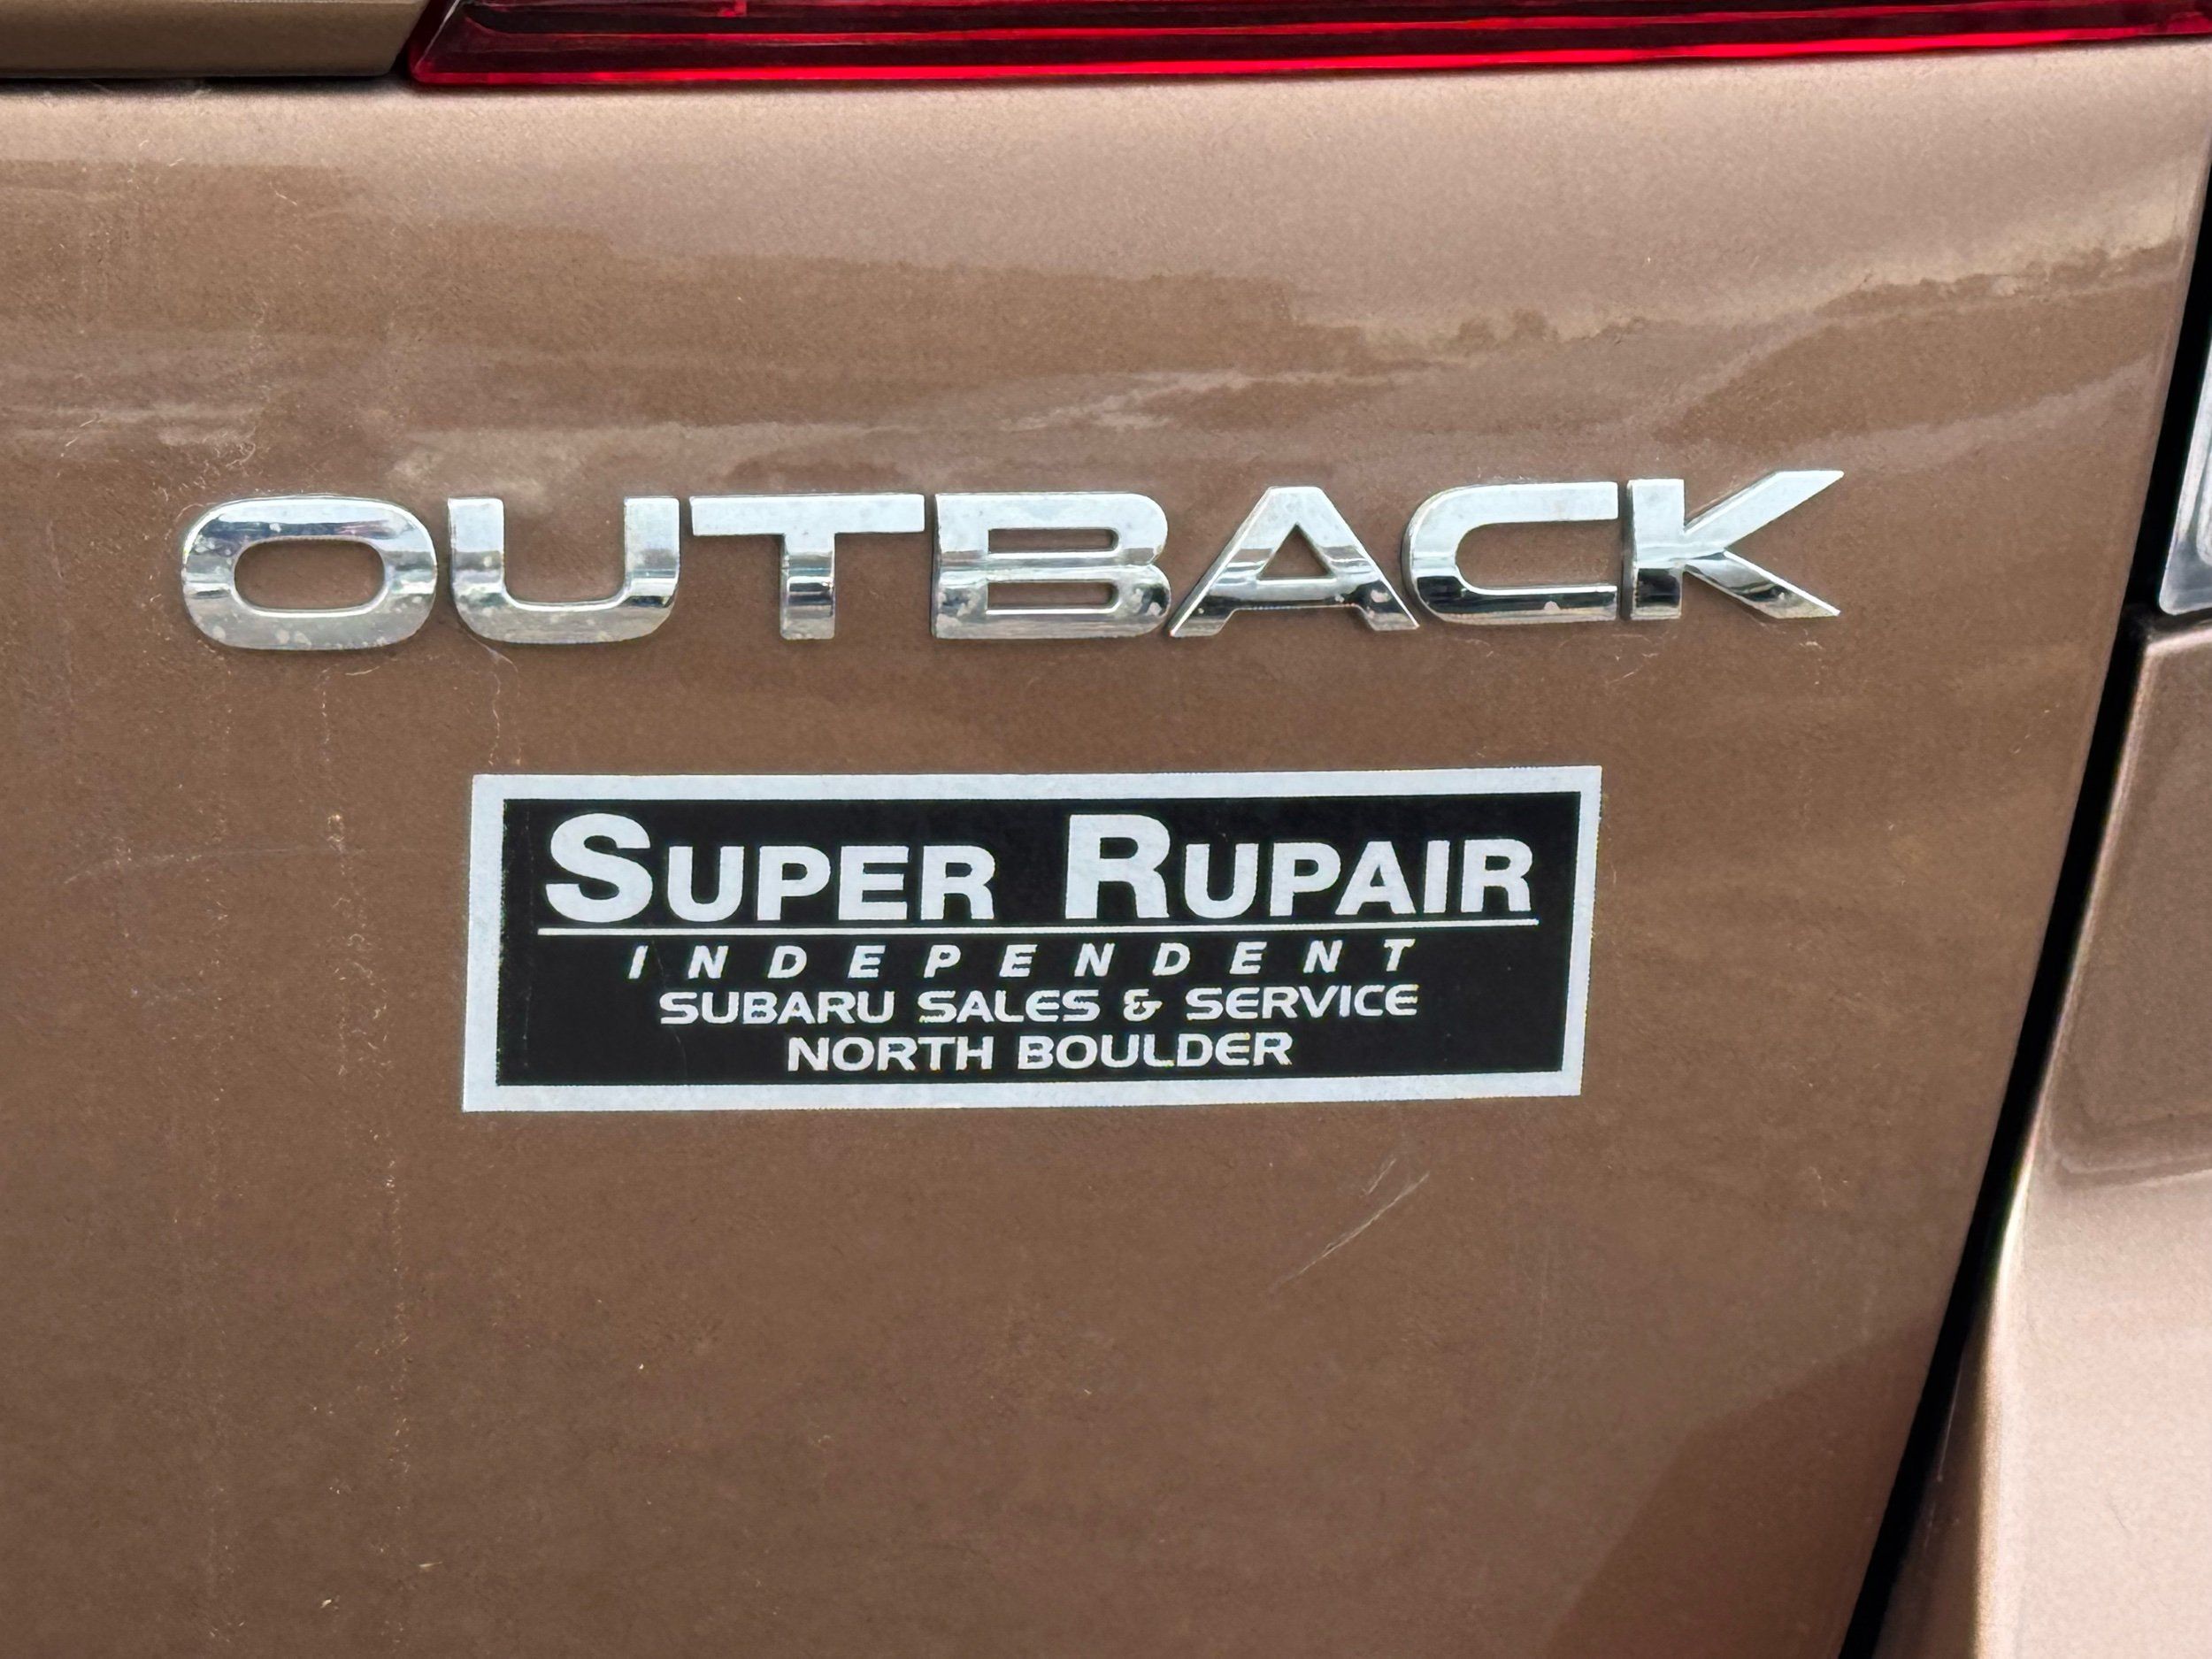 OUTBACK
SUPER RUPAIR
INDEPENDENT
SUBARU SALES & SERVICE
NORTH BOULDER